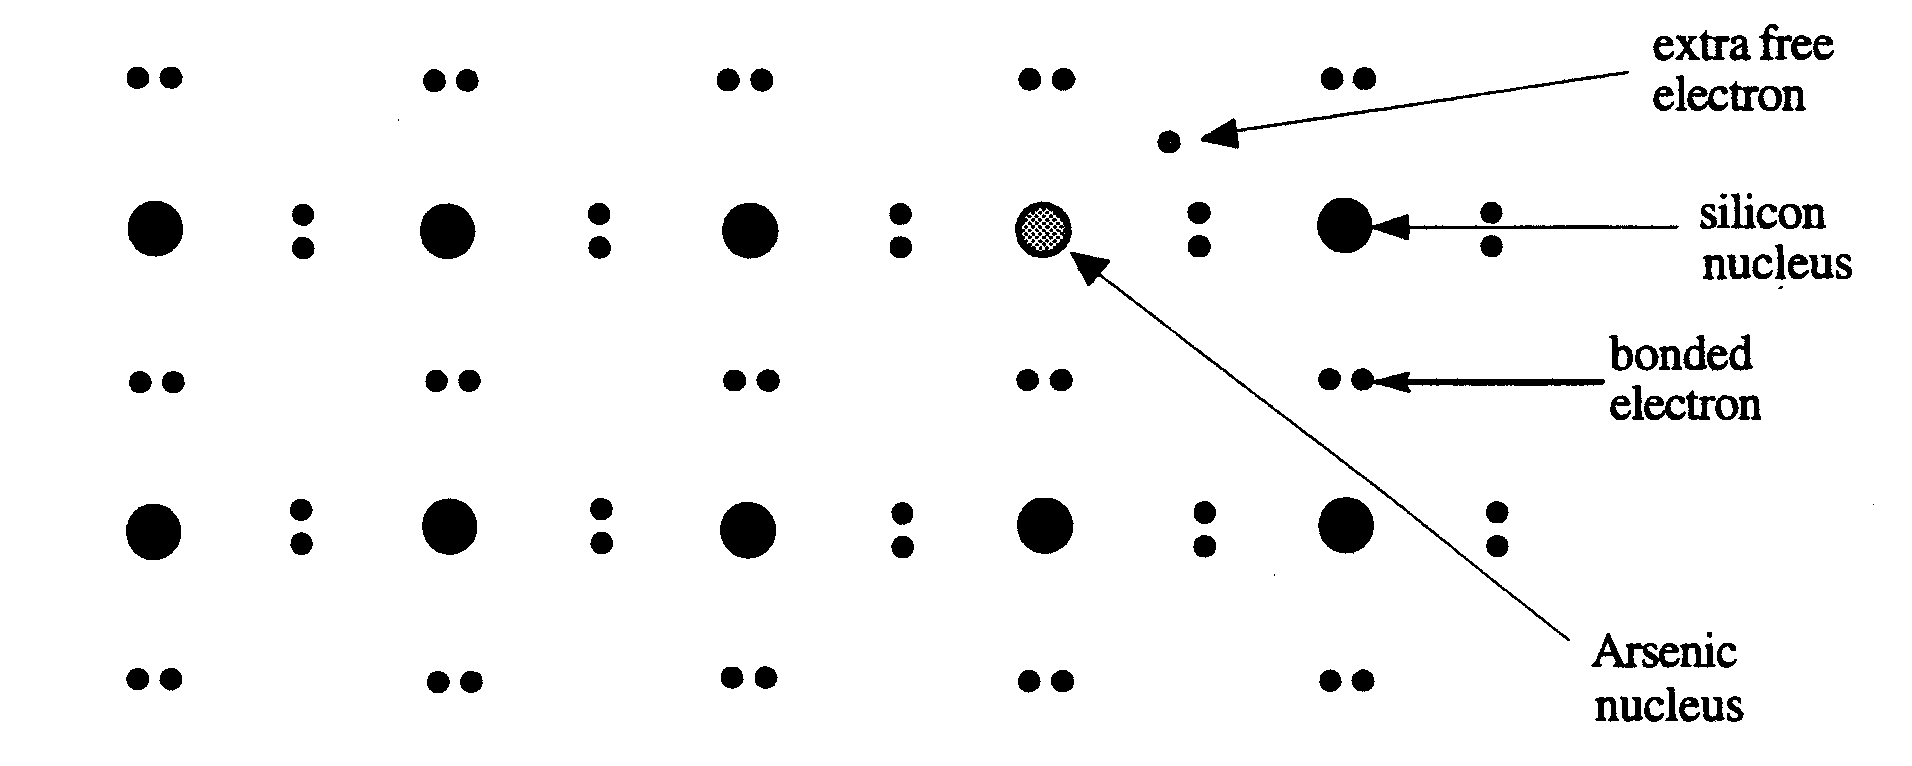 extra free
electron
silicon
nucleus
bonded
electron
Arsenic
nucleus